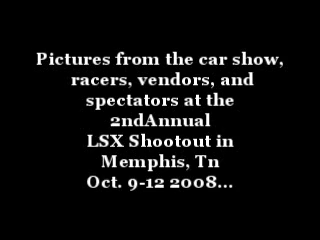 Pictures from the car show,
racers, vendors, and
spectators at the
2ndAnnual
LSX Shootout in
Memphis, Tn
Oct. 9-12 2008...